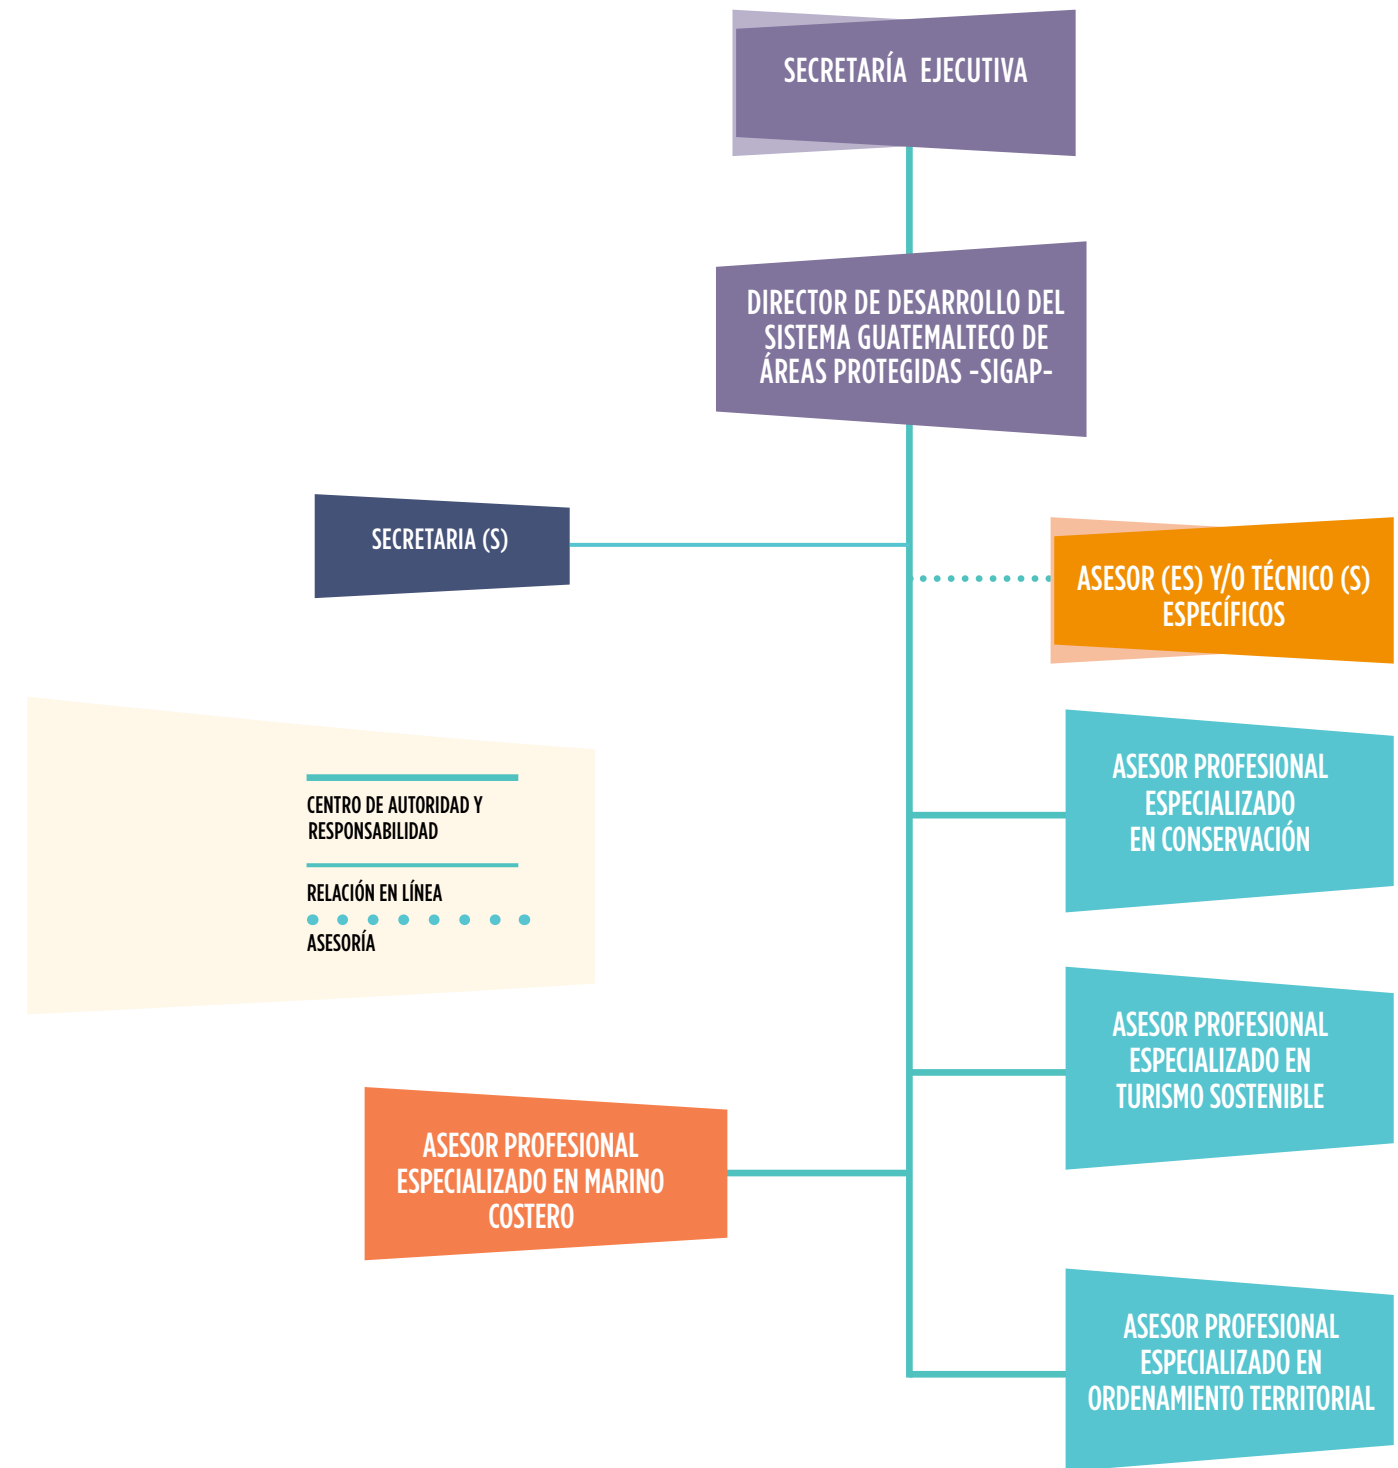 SECRETARÍA EJECUTIVA
DIRECTOR DE DESARROLLO DEL
SISTEMA GUATEMALTECO DE
ÁREAS PROTEGIDAS -SIGAP-
SECRETARIA (S)
ASESOR (ES) Y/O TÉCNICO (S)
ESPECÍFICOS
ASESOR PROFESIONAL
ESPECIALIZADO
EN CONSERVACIÓN
CENTRO DE AUTORIDAD Y
RESPONSABILIDAD
RELACIÓN EN LÍNEA
ASESORÍA
ASESOR PROFESIONAL
ESPECIALIZADO EN
TURISMO SOSTENIBLE
ASESOR PROFESIONAL
ESPECIALIZADO EN MARINO
COSTERO
ASESOR PROFESIONAL
ESPECIALIZADO EN
ORDENAMIENTO TERRITORIAL